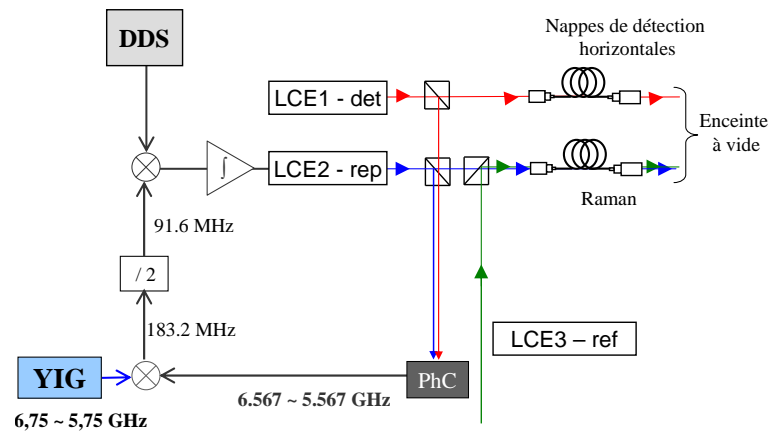 DDS
Nappes de détection
horizontales
LCE1 - det
Enceinte
à vide
∫
LCE2 - rep
Raman
91.6 MHz
/ 2
183.2 MHz
LCE3 – ref
YIG
PhC
6.567 ~ 5.567 GHz
6,75 ~ 5,75 GHz